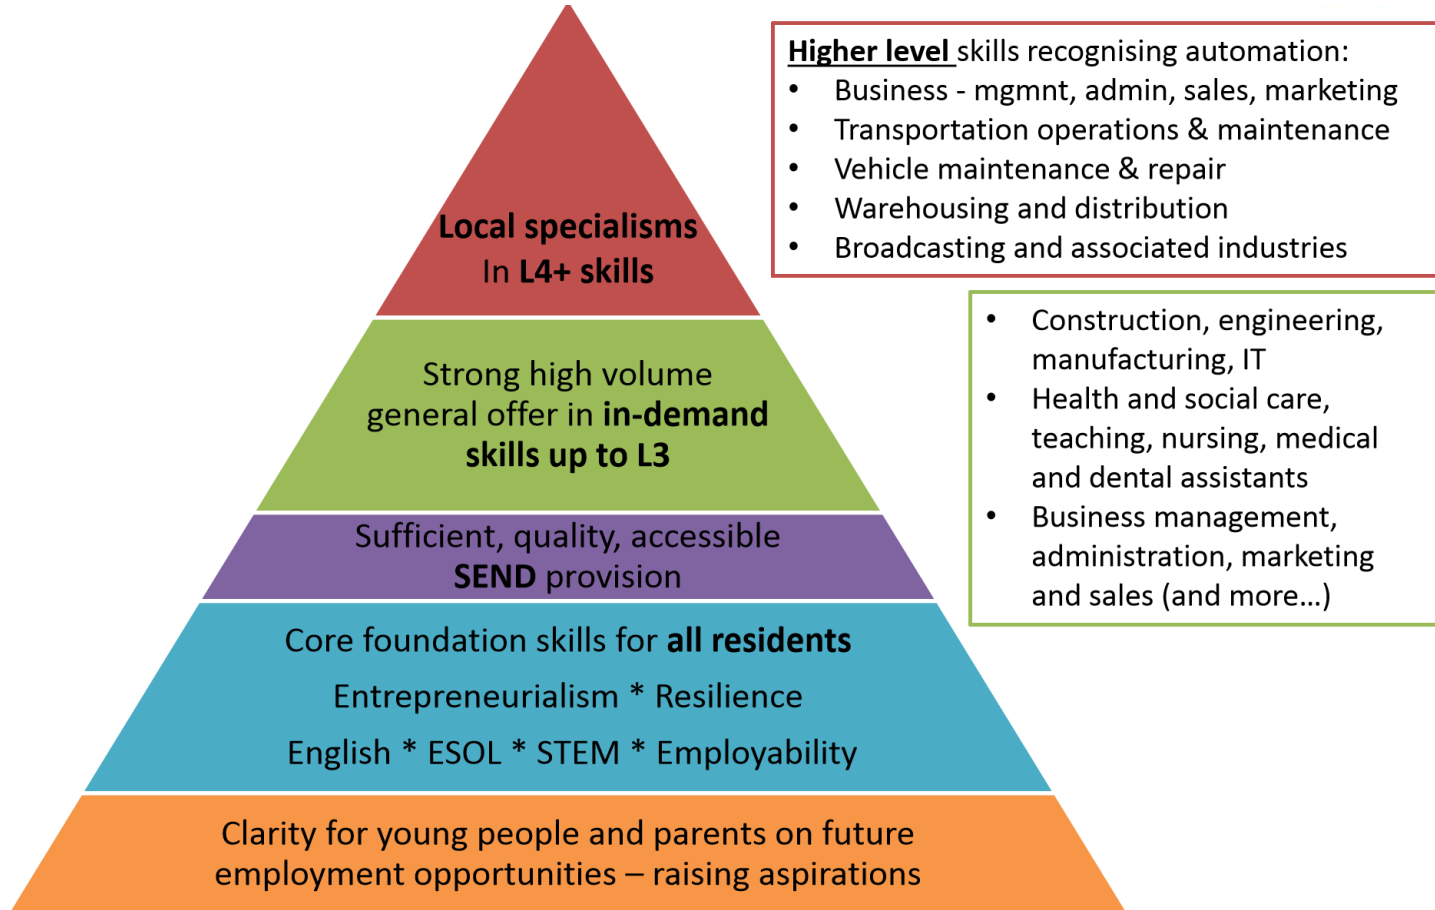 Local specialisms
In L4+ skills
Strong high volume
general offer in in-demand
skills up to L3
Sufficient, quality, accessible
SEND provision
Core foundation skills for all residents
Entrepreneurialism * Resilience
English * ESOL * STEM * Employability
Clarity for young people and parents on future
employment opportunities – raising aspirations
Higher level skills recognising automation:
• Business - mgmnt, admin, sales, marketing
• Transportation operations & maintenance
• Vehicle maintenance & repair
• Warehousing and distribution
• Broadcasting and associated industries
• Construction, engineering,
manufacturing, IT
• Health and social care,
teaching, nursing, medical
and dental assistants
• Business management,
administration, marketing
and sales (and more…)